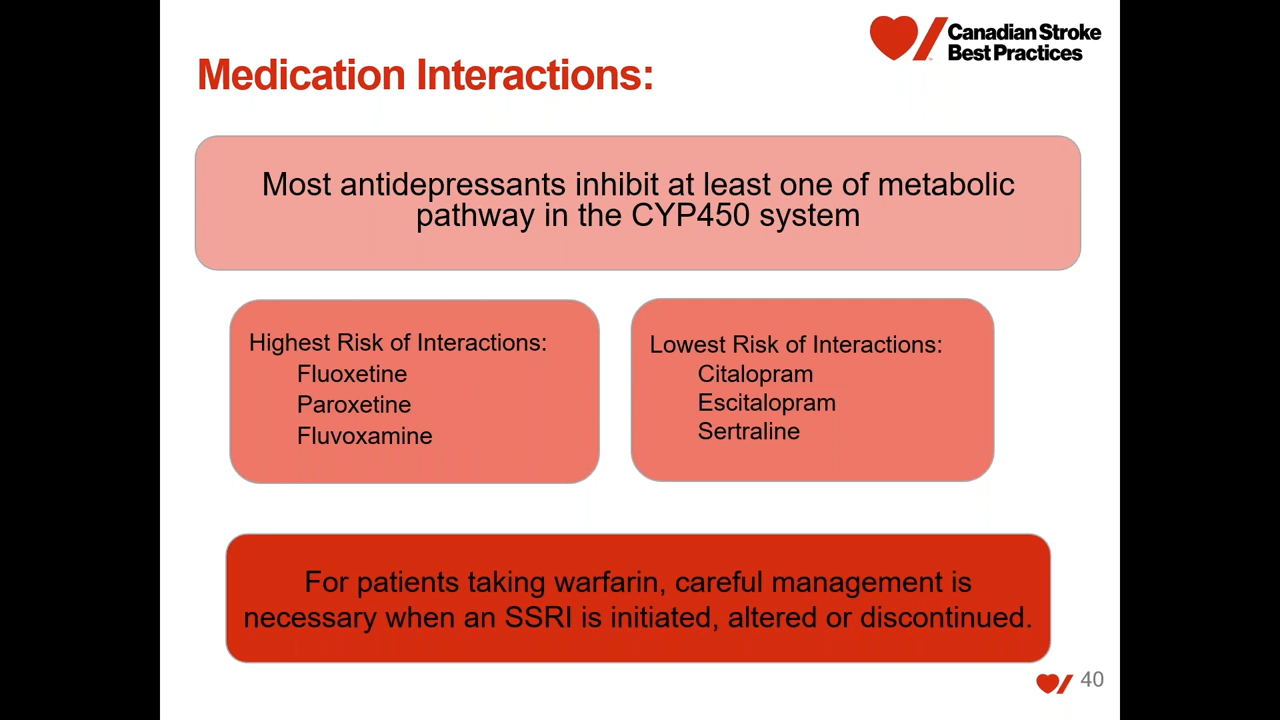 Canadian Stroke
Best Practices
Medication Interactions:
Most antidepressants inhibit at least one of metabolic
pathway in the CYP450 system
Highest Risk of Interactions:
Fluoxetine
Paroxetine
Fluvoxamine
Lowest Risk of Interactions:
Citalopram
Escitalopram
Sertraline
For patients taking warfarin, careful management is
necessary when an SSRI is initiated, altered or discontinued.
40